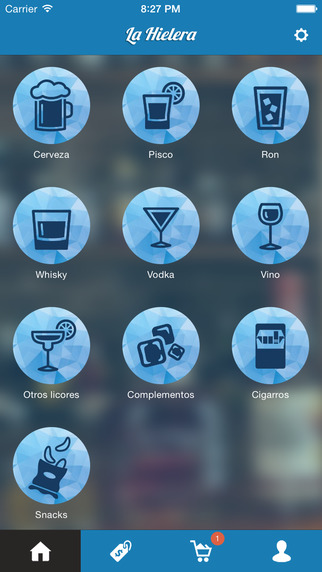 Carrier 8:27 PM
La Hielera
Cerveza Pisco Ron
Whisky Vodka Vino
Otros licores Complementos Cigarros
Snacks
$ 1